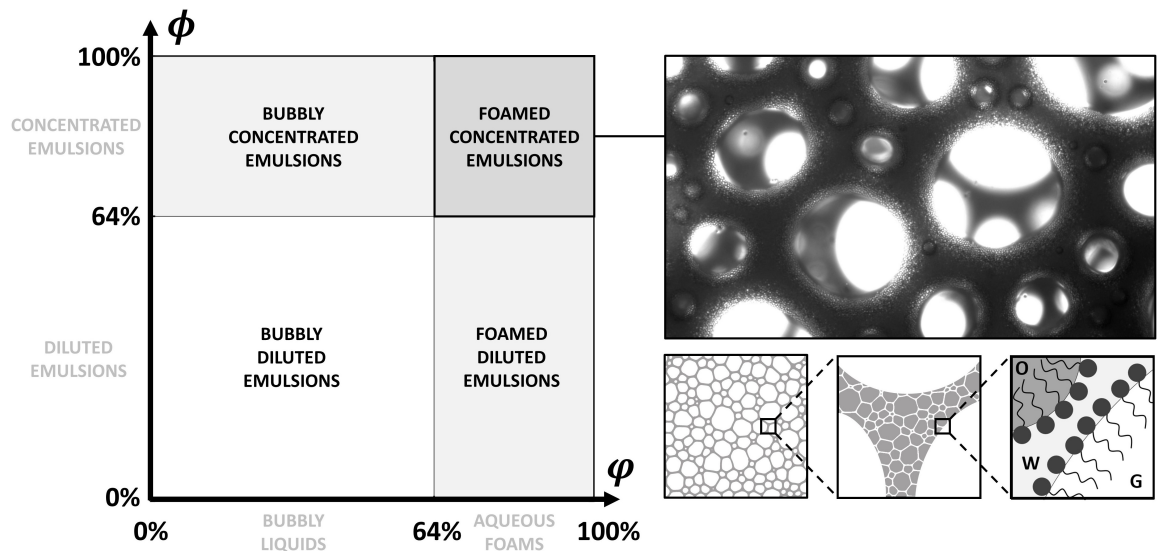 ϕ
100%
CONCENTRATED
EMULSIONS
BUBBLY
CONCENTRATED
EMULSIONS
FOAMED
CONCENTRATED
EMULSIONS
64%
DILUTED
EMULSIONS
BUBBLY
DILUTED
EMULSIONS
FOAMED
DILUTED
EMULSIONS
0%
φ
0%
BUBBLY
LIQUIDS
64%
AQUEOUS
FOAMS
100%
O
W
G